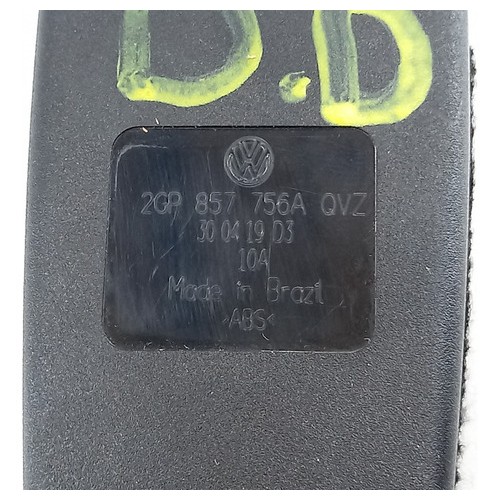 D.D
VW
2GP 857 756A QVZ
30 04 19 D3
10A
Made in Brazil
>ABS<